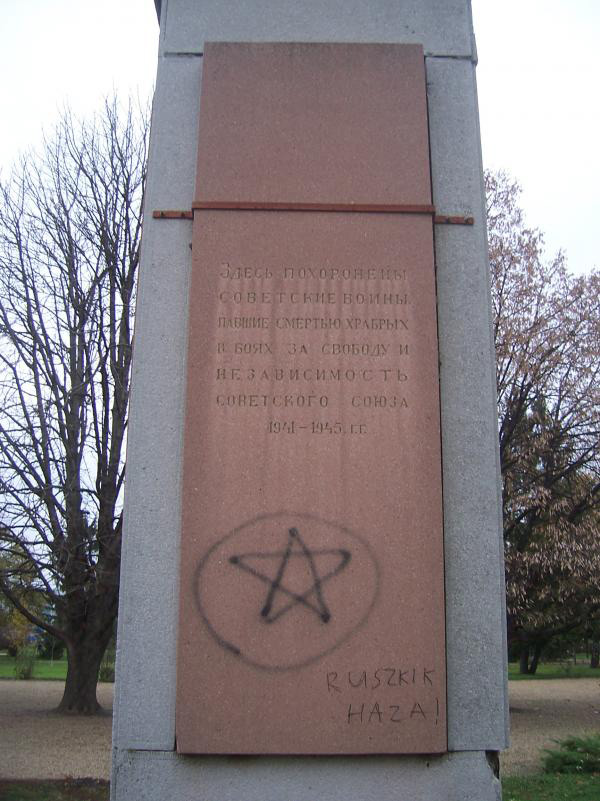 ЗДЕСЬ ПОХОРОНЕНЫ
СОВЕТСКИЕ ВОИНЫ
ПАВШИЕ СМЕРТЬЮ ХРАБРЫХ
В БОЯХ ЗА СВОБОДУ И
НЕЗАВИСИМОСТЬ
СОВЕТСКОГО СОЮЗА
1941-1945.ГГ.
RUSZKIK
HAZA!